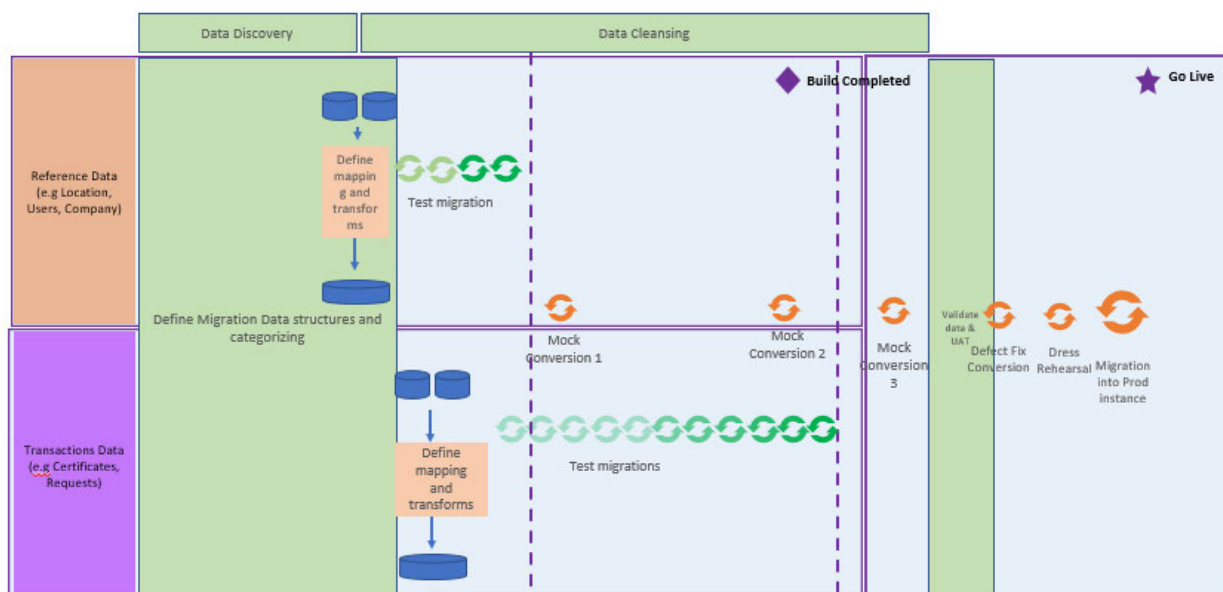 Data Discovery
Data Cleansing
Build Completed
Go Live
Reference Data
(e.g Location,
Users, Company)
Define
mappin
g and
transfor
ms
Test migration
Define Migration Data structures and
categorizing
Mock
Conversion 1
Mock
Conversion 2
Mock
Conversion
3
Validate
data &
UAT
Defect Fix
Conversion
Dress
Rehearsal
Migration
into Prod
instance
Transactions Data
(e.g Certificates,
Requests)
Define
mapping
and
transforms
Test migrations